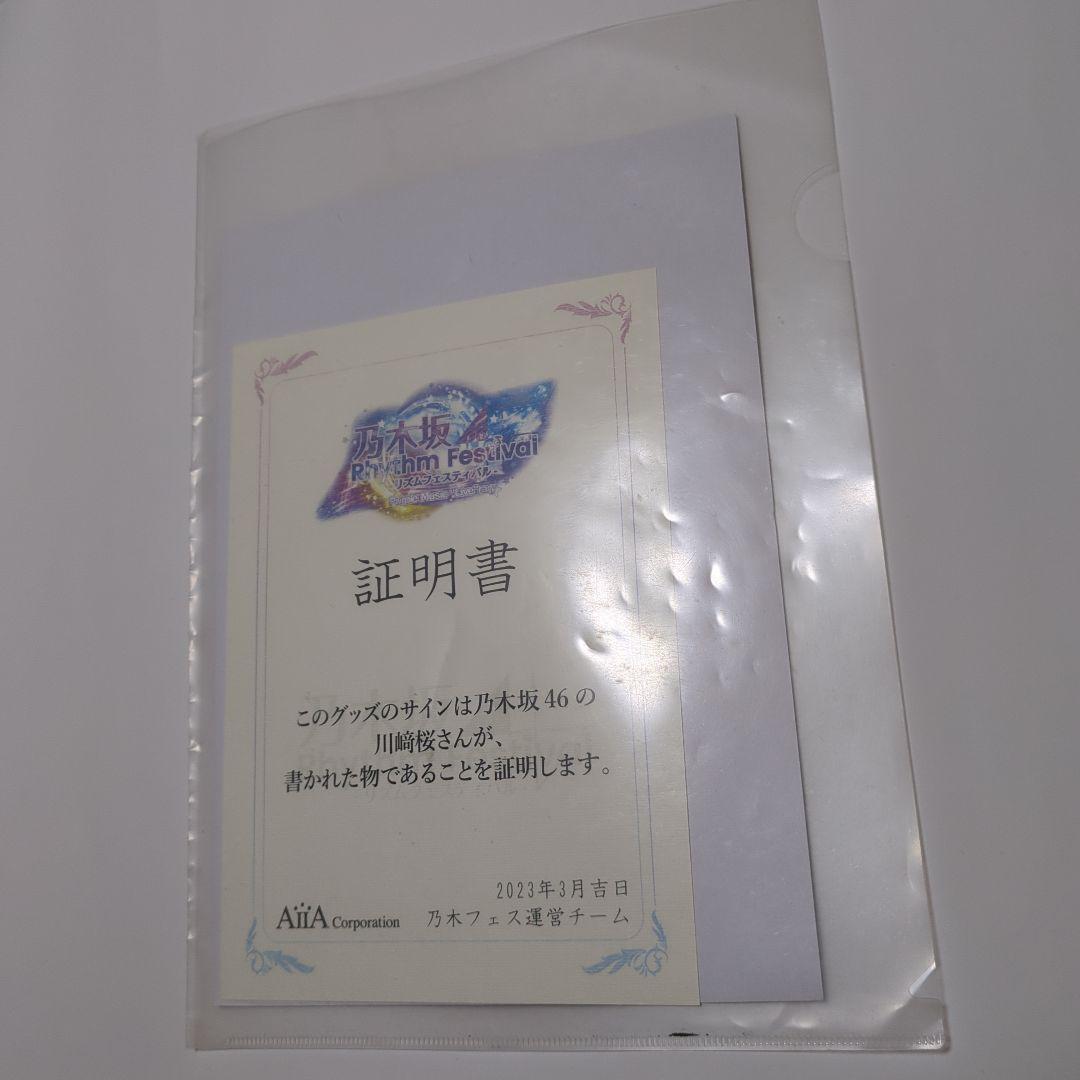 乃木坂
Rhythm Festival
-リズムフェスティバル-
証明書
このグッズのサインは乃木坂46の
川﨑桜さんが、
書かれた物であることを証明します。
2023年3月吉日
AiiA Corporation 乃木フェス運営チーム